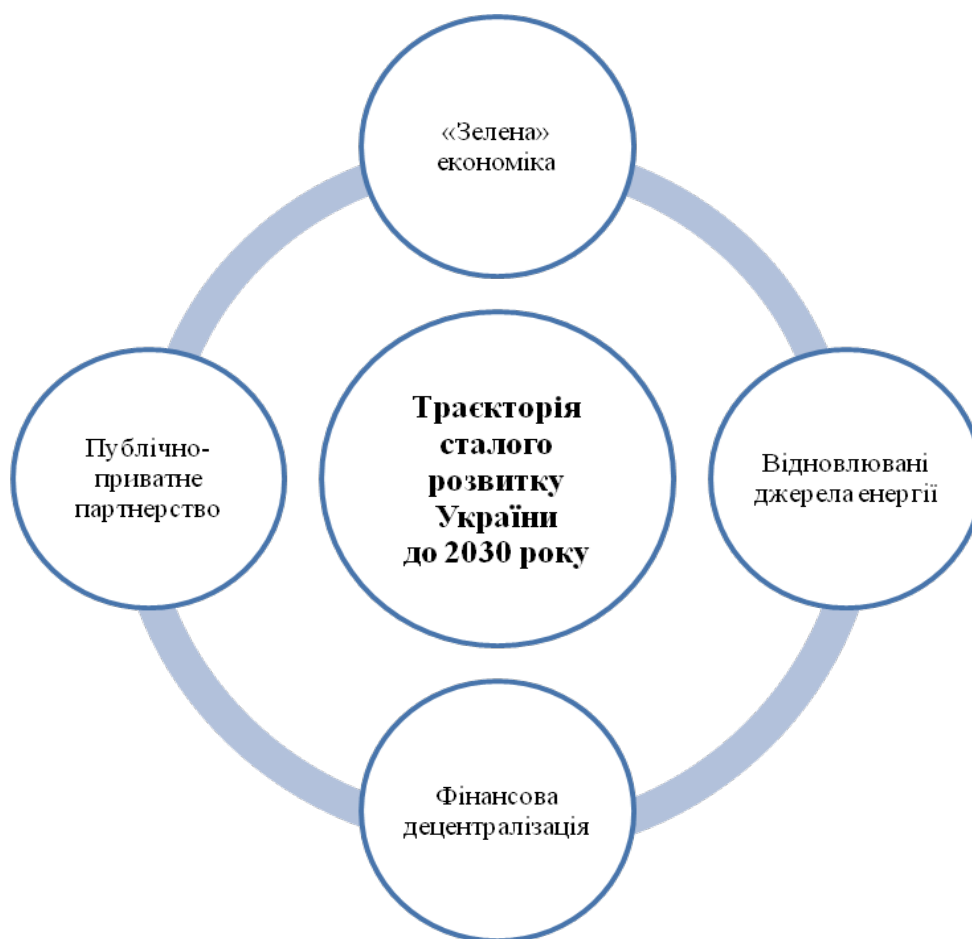 «Зелена»
економіка
Траєкторія
сталого
розвитку
України
до 2030 року
Публічно-
приватне
партнерство
Відновлювані
джерела енергії
Фінансова
децентралізація